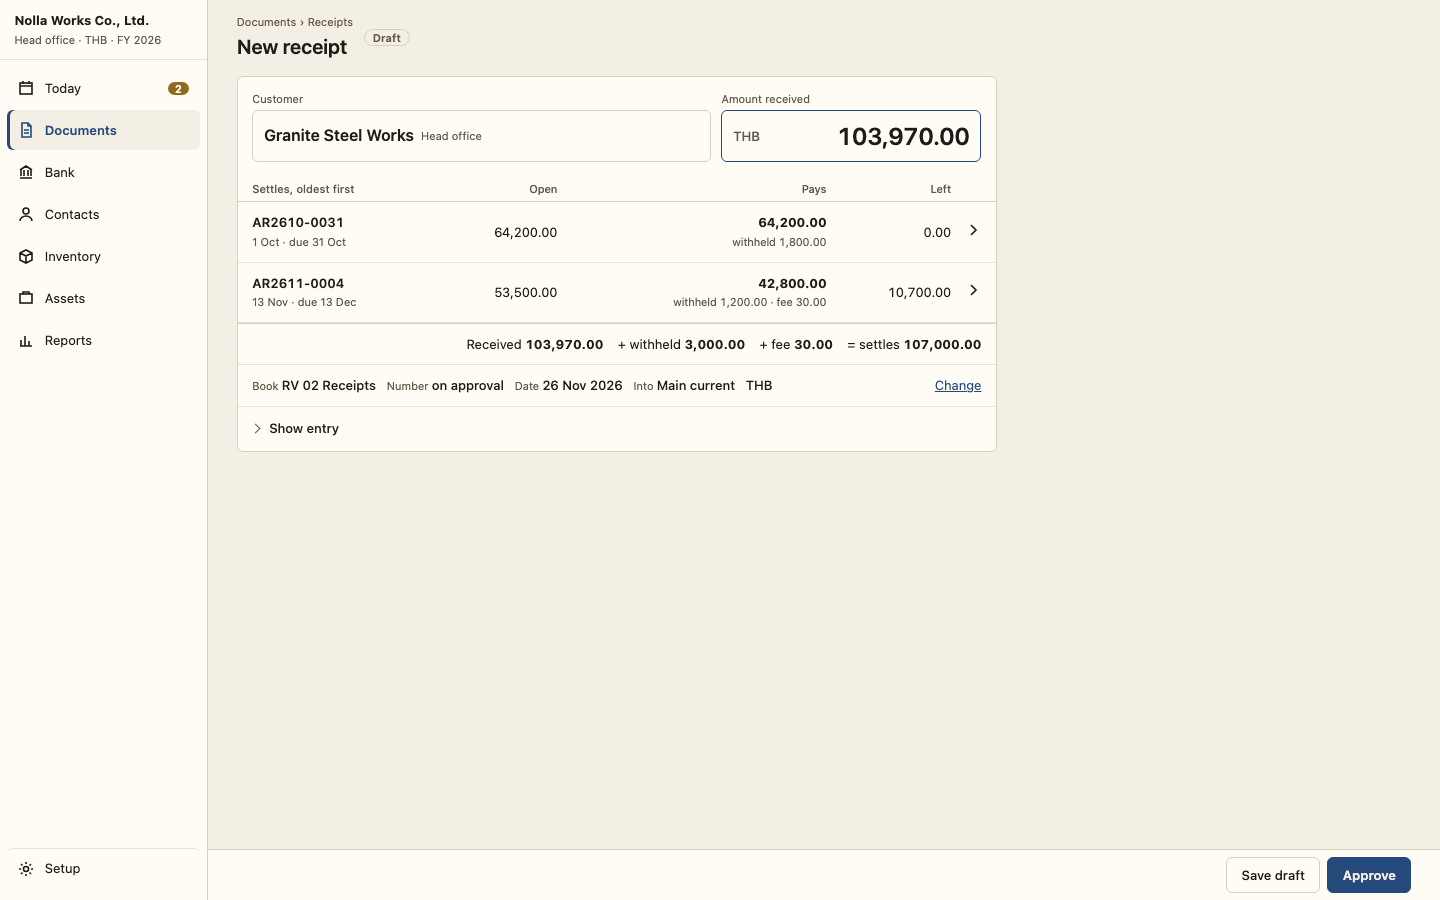 Nolla Works Co., Ltd.
Head office · THB · FY 2026
Today 2
Documents
Bank
Contacts
Inventory
Assets
Reports
Setup
Documents › Receipts
New receipt Draft
Customer Amount received
Granite Steel Works Head office THB 103,970.00
Settles, oldest first Open Pays Left
AR2610-0031 64,200.00 64,200.00 0.00
1 Oct · due 31 Oct withheld 1,800.00
AR2611-0004 53,500.00 42,800.00 10,700.00
13 Nov · due 13 Dec withheld 1,200.00 · fee 30.00
Received 103,970.00 + withheld 3,000.00 + fee 30.00 = settles 107,000.00
Book RV 02 Receipts Number on approval Date 26 Nov 2026 Into Main current THB Change
Show entry
Save draft Approve